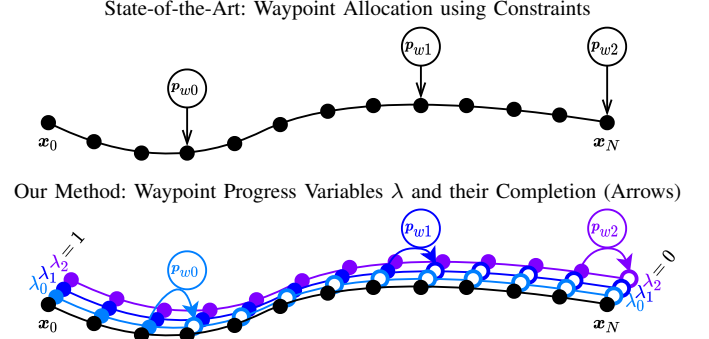 State-of-the-Art: Waypoint Allocation using Constraints
p_{w0} p_{w1} p_{w2}
x_0 x_N
Our Method: Waypoint Progress Variables λ and their Completion (Arrows)
p_{w0} p_{w1} p_{w2}
λ_0 λ_1 λ_2 = 1
λ_0 λ_1 λ_2 = 0
x_0 x_N